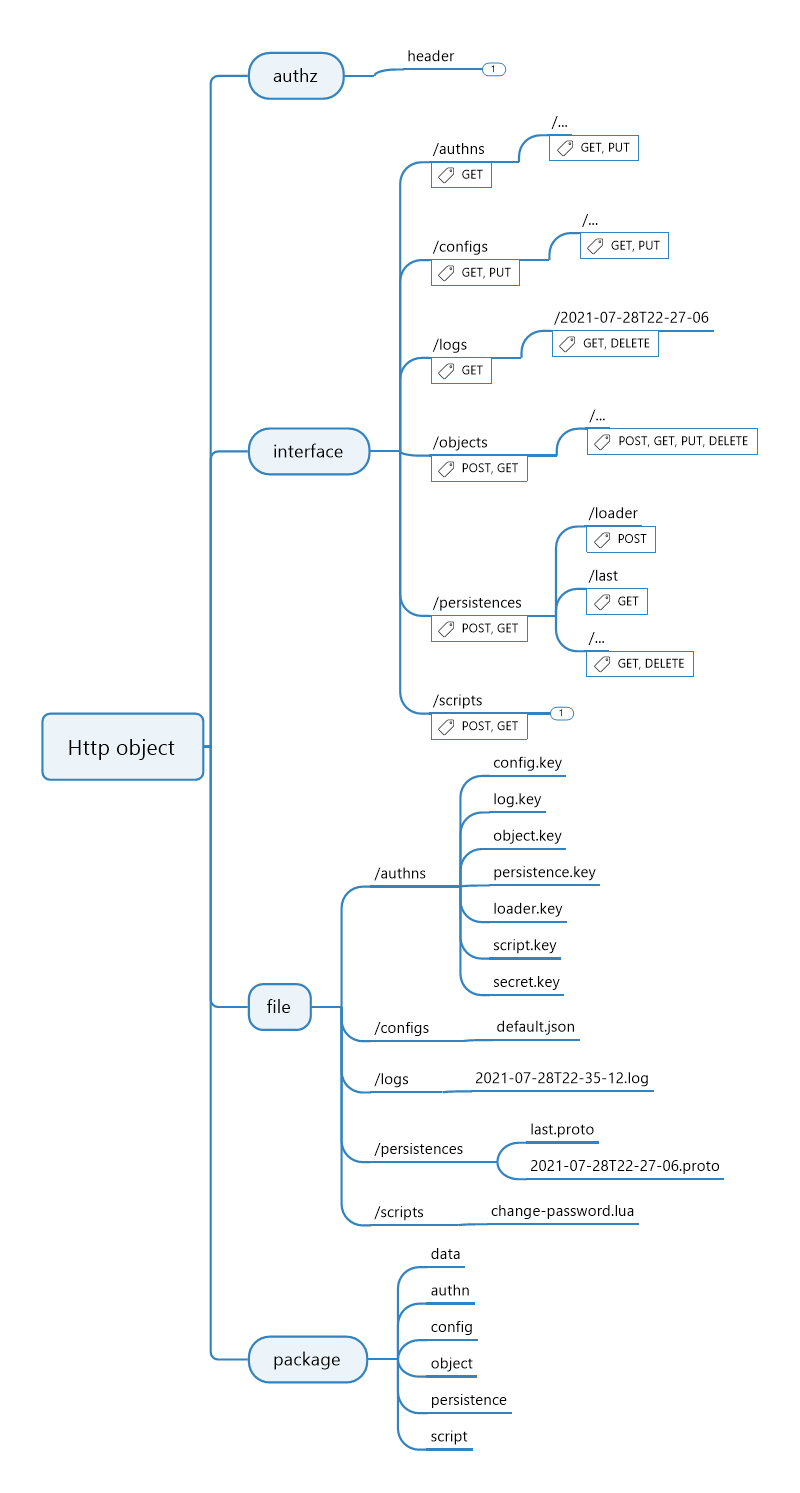 Http object
authz
header
1
interface
/authns
GET
/...
GET, PUT
/configs
GET, PUT
/...
GET, PUT
/logs
GET
/2021-07-28T22-27-06
GET, DELETE
/objects
POST, GET
/...
POST, GET, PUT, DELETE
/persistences
POST, GET
/loader
POST
/last
GET
/...
GET, DELETE
/scripts
POST, GET
1
file
/authns
config.key
log.key
object.key
persistence.key
loader.key
script.key
secret.key
/configs
default.json
/logs
2021-07-28T22-35-12.log
/persistences
last.proto
2021-07-28T22-27-06.proto
/scripts
change-password.lua
package
data
authn
config
object
persistence
script